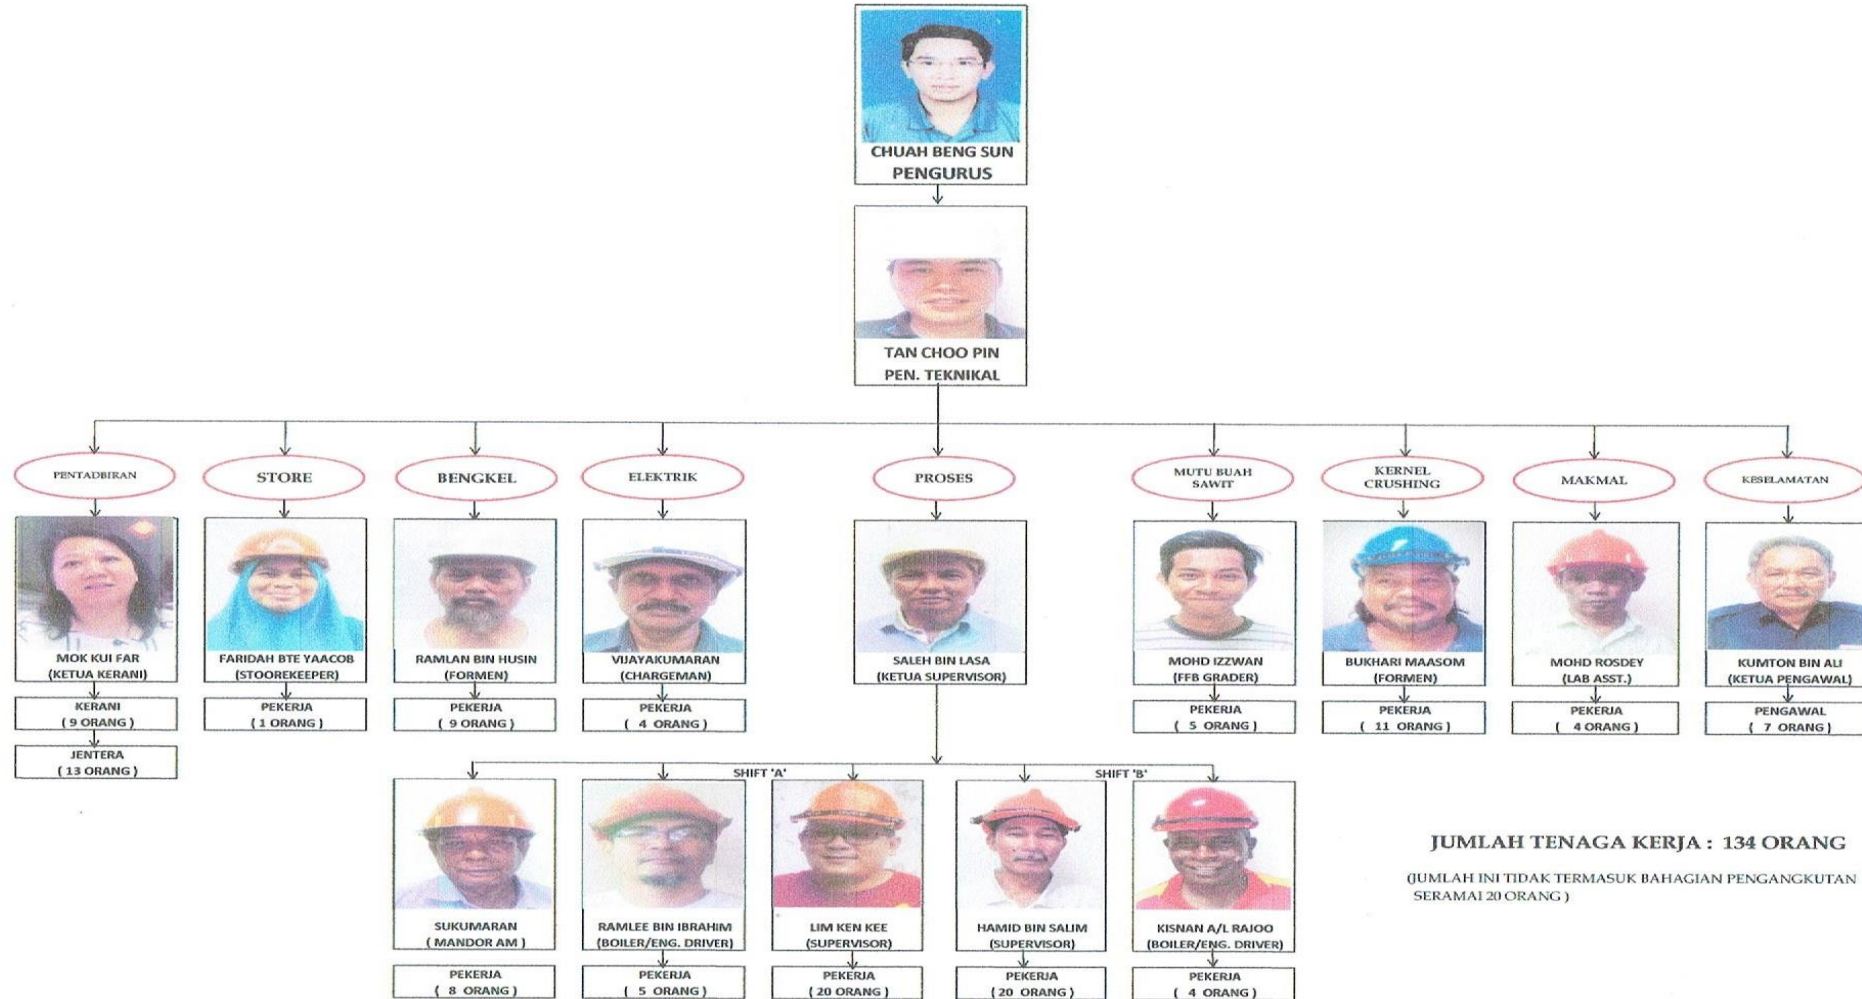 CHUAH BENG SUN
PENGURUS
TAN CHOO PIN
PEN. TEKNIKAL
PENTADBIRAN
STORE
BENGKEL
ELEKTRIK
PROSES
MUTU BUAH
SAWIT
KERNEL
CRUSHING
MAKMAL
KESELAMATAN
MOK KUI FAR
(KETUA KERANI)
FARIDAH BTE YAACOB
(STOOREKEEPER)
RAMLAN BIN HUSIN
(FORMEN)
VIJAYAKUMARAN
(CHARGEMAN)
SALEH BIN LASA
(KETUA SUPERVISOR)
MOHD IZZWAN
(FFB GRADER)
BUKHARI MAASOM
(FORMEN)
MOHD ROSDEY
(LAB ASST.)
KUMTON BIN ALI
(KETUA PENGAWAL)
KERANI
( 9 ORANG )
PEKERJA
( 1 ORANG )
PEKERJA
( 9 ORANG )
PEKERJA
( 4 ORANG )
PEKERJA
( 5 ORANG )
PEKERJA
( 11 ORANG )
PEKERJA
( 4 ORANG )
PENGAWAL
( 7 ORANG )
JENTERA
( 13 ORANG )
SHIFT 'A'
SHIFT 'B'
SUKUMARAN
( MANDOR AM )
RAMLEE BIN IBRAHIM
(BOILER/ENG. DRIVER)
LIM KEN KEE
(SUPERVISOR)
HAMID BIN SALIM
(SUPERVISOR)
KISNAN A/L RAJOO
(BOILER/ENG. DRIVER)
PEKERJA
( 8 ORANG )
PEKERJA
( 5 ORANG )
PEKERJA
( 20 ORANG )
PEKERJA
(20 ORANG )
PEKERJA
( 4 ORANG )
JUMLAH TENAGA KERJA : 134 ORANG
(JUMLAH INI TIDAK TERMASUK BAHAGIAN PENGANGKUTAN
SERAMAI 20 ORANG )